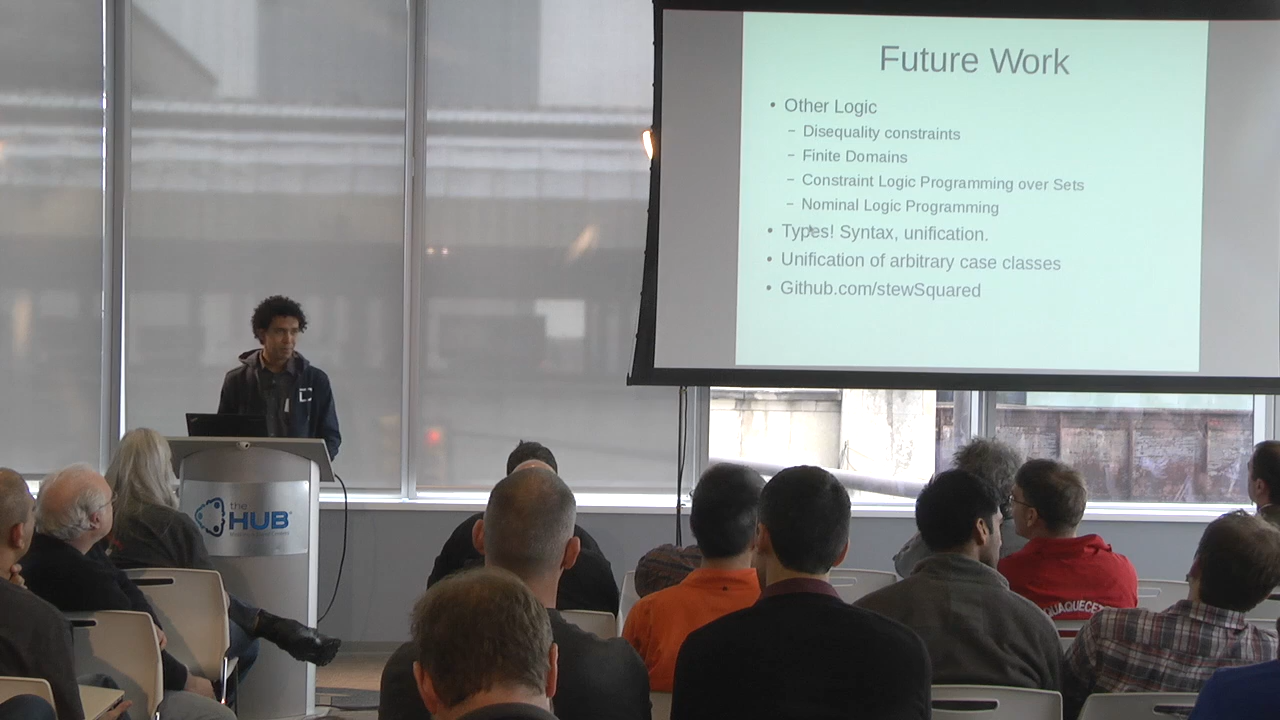 Future Work
• Other Logic
– Disequality constraints
– Finite Domains
– Constraint Logic Programming over Sets
– Nominal Logic Programming
• Types! Syntax, unification.
• Unification of arbitrary case classes
• Github.com/stewSquared
the
HUB